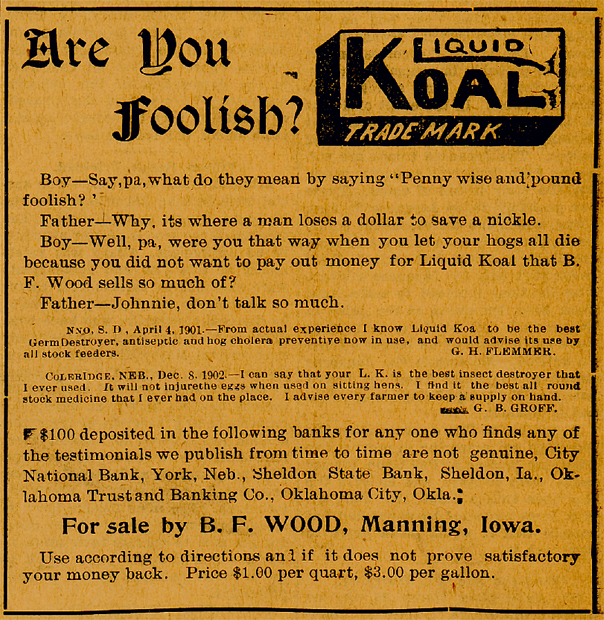 Are You
Foolish?
LIQUID
KOAL
TRADE MARK
Boy—Say, pa, what do they mean by saying "Penny wise and pound
foolish?"
Father—Why, its where a man loses a dollar to save a nickle.
Boy—Well, pa, were you that way when you let your hogs all die
because you did not want to pay out money for Liquid Koal that B.
F. Wood sells so much of?
Father—Johnnie, don't talk so much.
NNO, S. D, April 4, 1901.—From actual experience I know Liquid Koa to be the best
Germ Destroyer, antiseptic and hog cholera preventive now in use, and would advise its use by
all stock feeders. G. H. FLEMMER.
COLERIDGE, NEB., Dec. 8, 1902.—I can say that your L. K. is the best insect destroyer that
I ever used. It will not injurethe eggs when used on sitting hens. I find it the best all round
stock medicine that I ever had on the place. I advise every farmer to keep a supply on hand.
G. B. GROFF.
$100 deposited in the following banks for any one who finds any of
the testimonials we publish from time to time are not genuine, City
National Bank, York, Neb., Sheldon State Bank, Sheldon, Ia., Ok-
lahoma Trust and Banking Co., Oklahoma City, Okla.
For sale by B. F. WOOD, Manning, Iowa.
Use according to directions an1 if it does not prove satisfactory
your money back. Price $1.00 per quart, $3.00 per gallon.